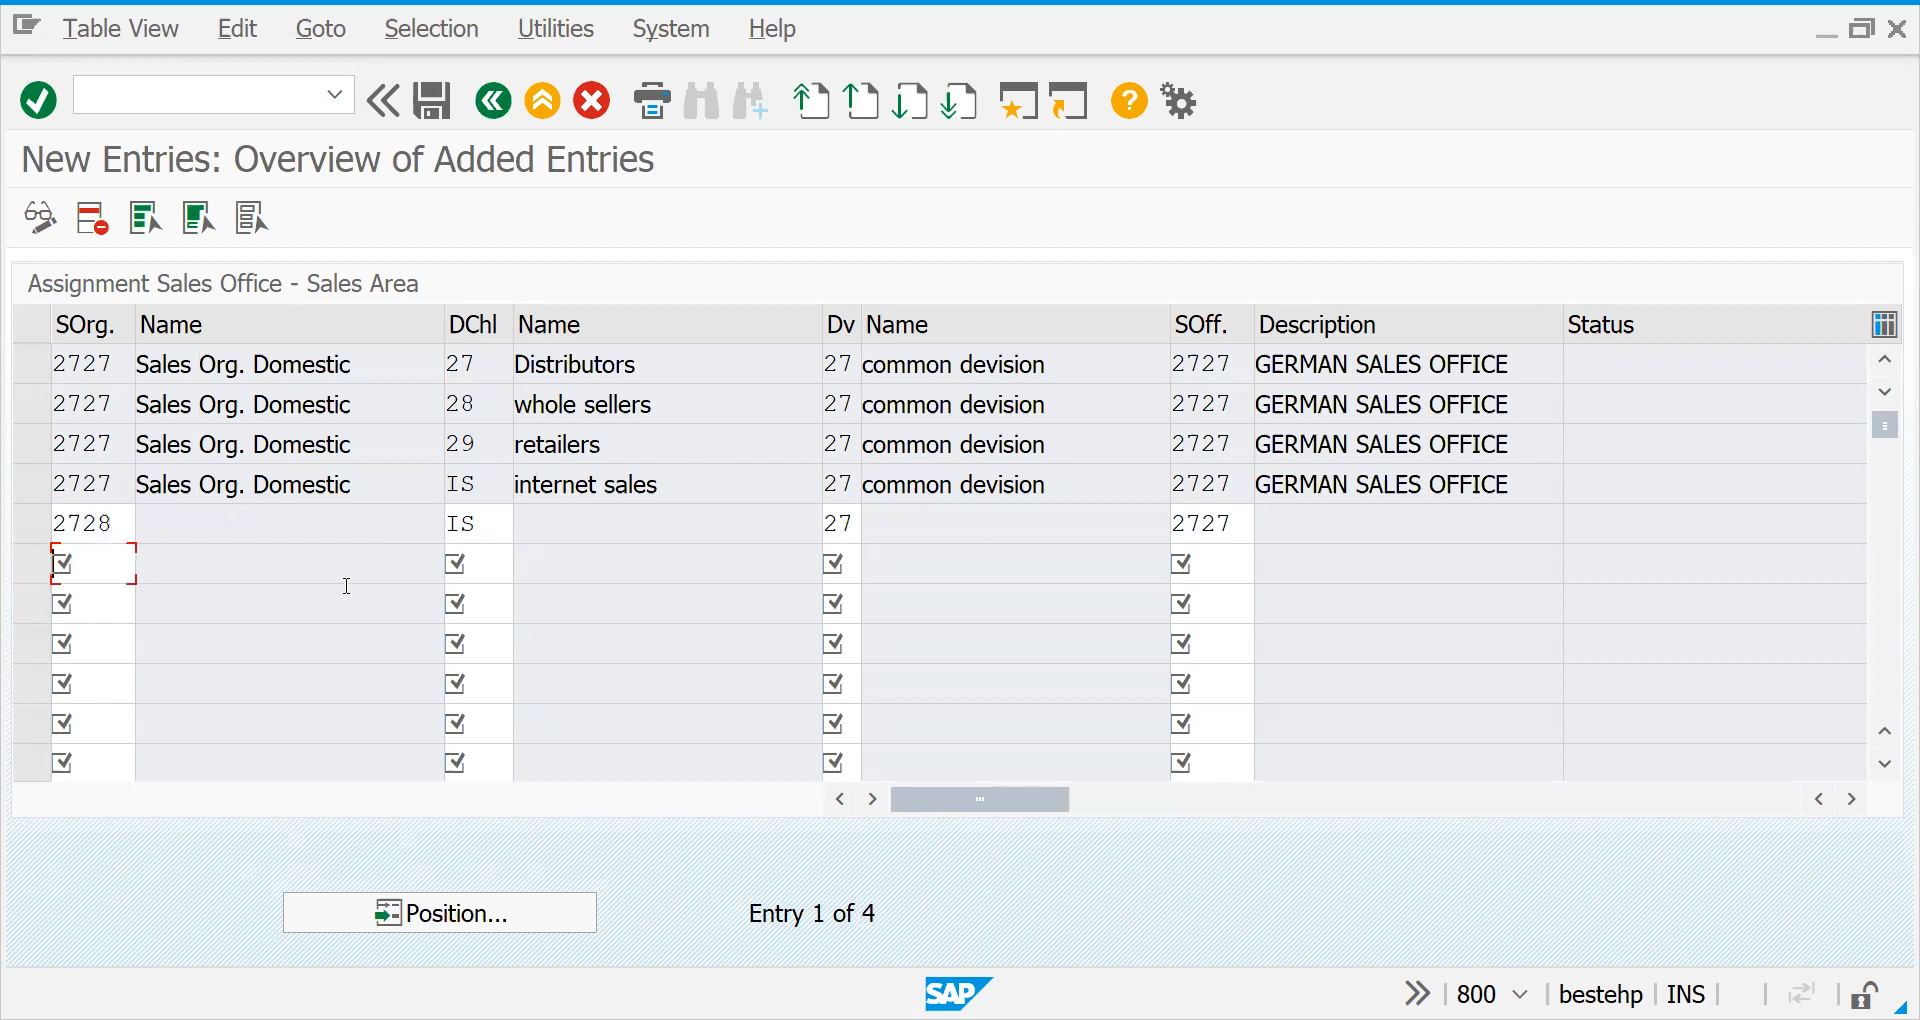 Table View Edit Goto Selection Utilities System Help
New Entries: Overview of Added Entries
Assignment Sales Office - Sales Area
SOrg. Name DChl Name Dv Name SOff. Description Status
2727 Sales Org. Domestic 27 Distributors 27 common devision 2727 GERMAN SALES OFFICE
2727 Sales Org. Domestic 28 whole sellers 27 common devision 2727 GERMAN SALES OFFICE
2727 Sales Org. Domestic 29 retailers 27 common devision 2727 GERMAN SALES OFFICE
2727 Sales Org. Domestic IS internet sales 27 common devision 2727 GERMAN SALES OFFICE
2728 IS 27 2727
Position... Entry 1 of 4
SAP 800 bestehp INS